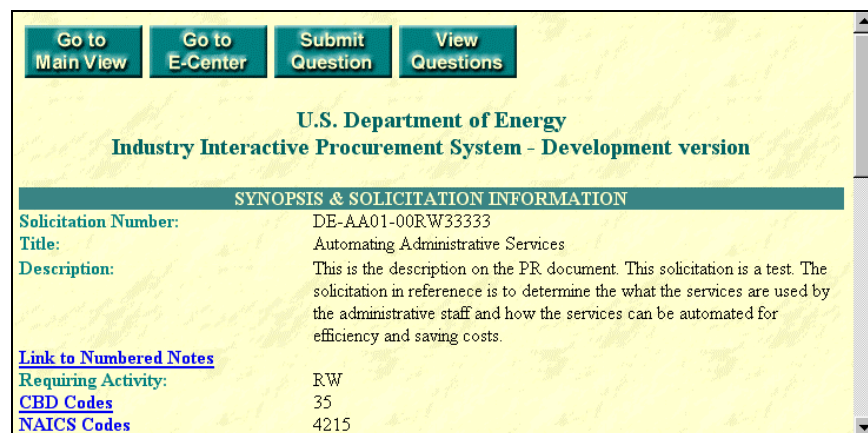 Go to Main View
Go to E-Center
Submit Question
View Questions
U.S. Department of Energy
Industry Interactive Procurement System - Development version
SYNOPSIS & SOLICITATION INFORMATION
Solicitation Number: DE-AA01-00RW33333
Title: Automating Administrative Services
Description: This is the description on the PR document. This solicitation is a test. The
solicitation in referenece is to determine the what the services are used by
the administrative staff and how the services can be automated for
efficiency and saving costs.
Link to Numbered Notes
Requiring Activity: RW
CBD Codes 35
NAICS Codes 4215